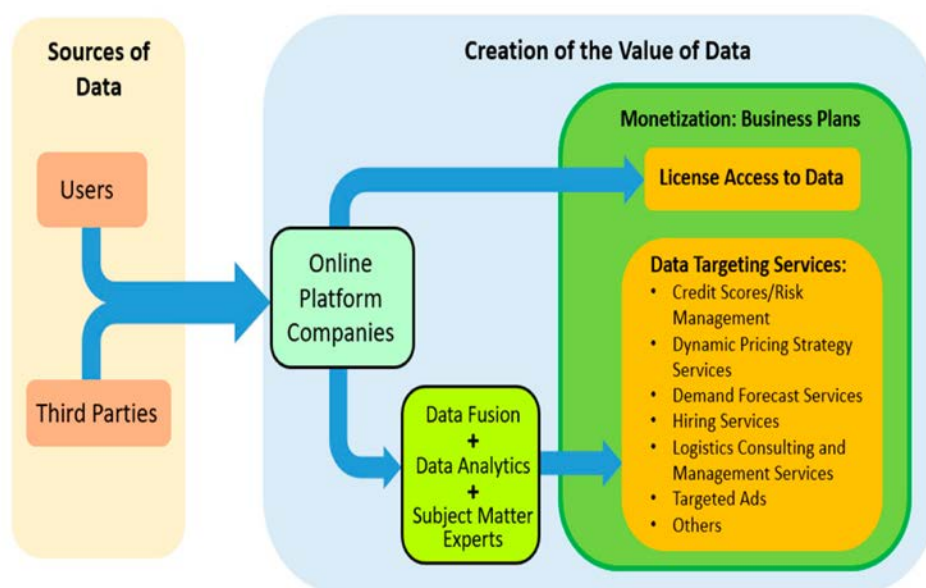 Sources of
Data
Users
Third Parties
Creation of the Value of Data
Online
Platform
Companies
Data Fusion
+
Data Analytics
+
Subject Matter
Experts
Monetization: Business Plans
License Access to Data
Data Targeting Services:
• Credit Scores/Risk
Management
• Dynamic Pricing Strategy
Services
• Demand Forecast Services
• Hiring Services
• Logistics Consulting and
Management Services
• Targeted Ads
• Others